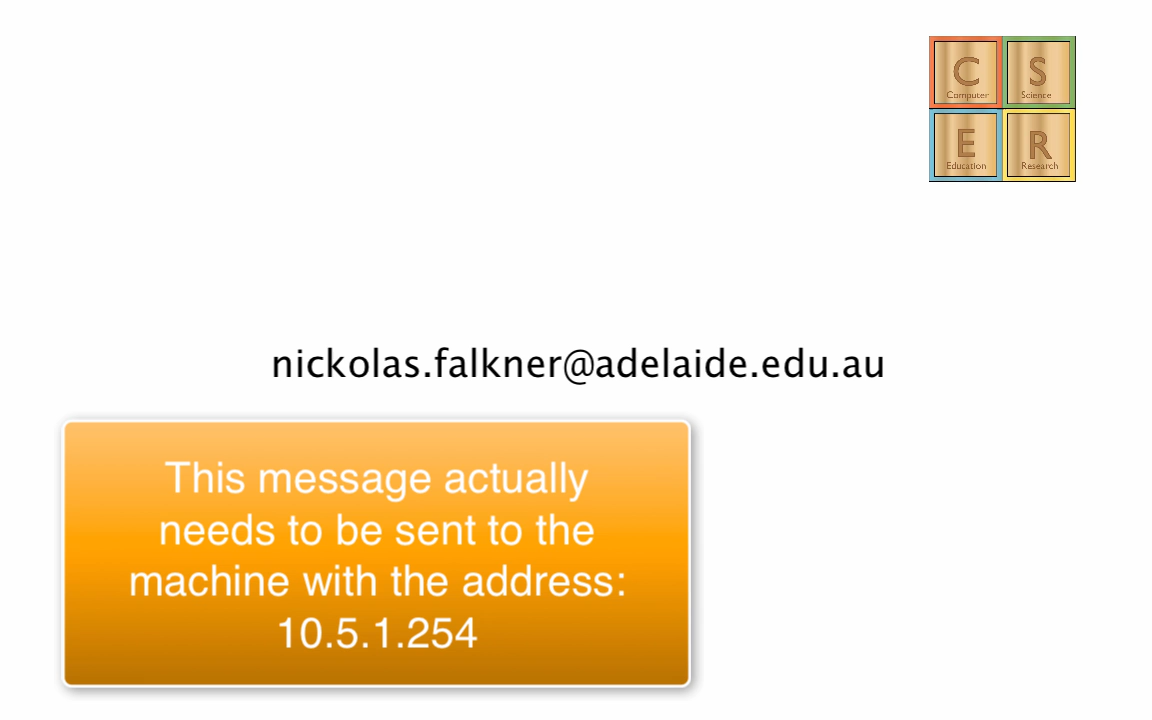 C S
Computer Science
E R
Education Research
nickolas.falkner@adelaide.edu.au
This message actually
needs to be sent to the
machine with the address:
10.5.1.254